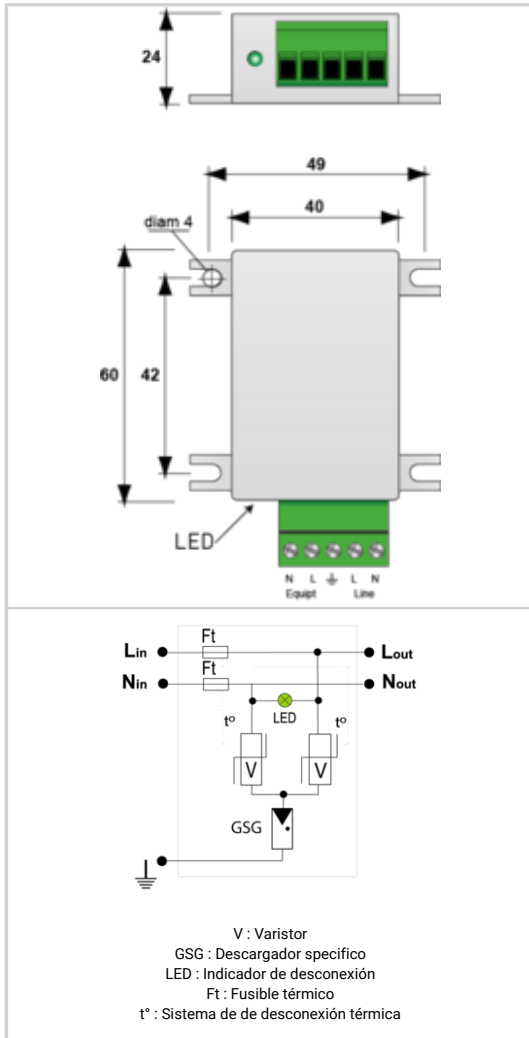 24
49
40
diam 4
60
42
LED
N L L N
Equipt Line
Lin Ft Lout
Nin Ft Nout
t° LED t°
V V
GSG
V : Varistor
GSG : Descargador specifico
LED : Indicador de desconexión
Ft : Fusible térmico
t° : Sistema de de desconexión térmica